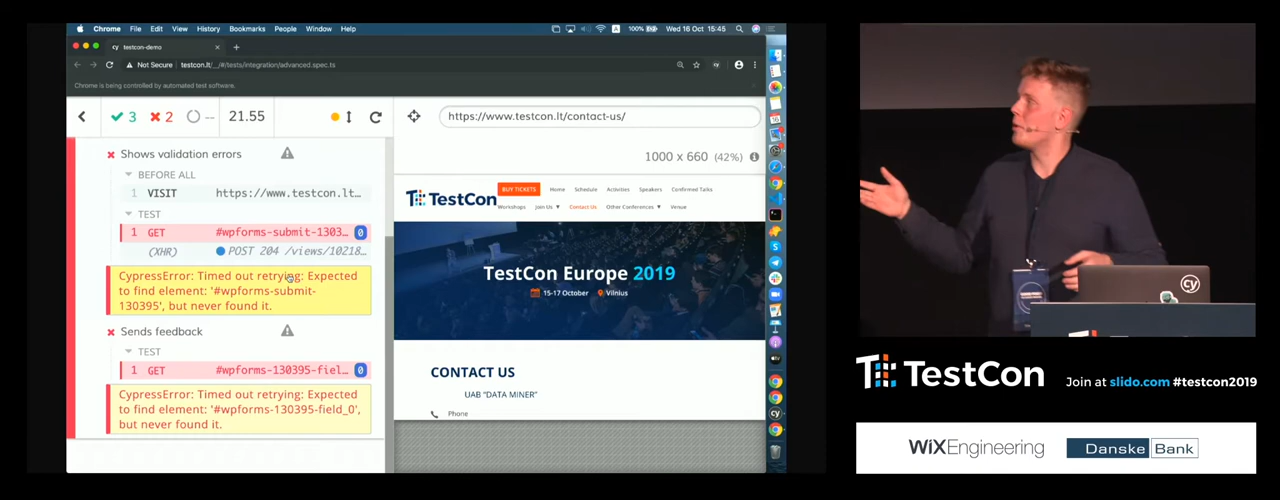 Chrome File Edit View History Bookmarks People Window Help
100% Wed 16 Oct 15:45
cy testcon-demo
Not Secure testcon.lt/__/#/tests/integration/advanced.spec.ts
Chrome is being controlled by automated test software.
3 2 -- 21.55
https://www.testcon.lt/contact-us/
1000 x 660 (42%)
Shows validation errors
BEFORE ALL
1 VISIT https://www.testcon.lt…
TEST
1 GET #wpforms-submit-1303… 0
(XHR) POST 204 /views/10218…
CypressError: Timed out retrying: Expected
to find element: '#wpforms-submit-
130395', but never found it.
Sends feedback
TEST
1 GET #wpforms-130395-fiel… 0
CypressError: Timed out retrying: Expected
to find element: '#wpforms-130395-field_0',
but never found it.
TestCon
BUY TICKETS Home Schedule Activities Speakers Confirmed Talks
Workshops Join Us Contact Us Other Conferences Venue
TestCon Europe 2019
15-17 October Vilnius
CONTACT US
UAB "DATA MINER"
Phone
cy
TestCon Join at slido.com #testcon2019
WiXEngineering Danske Bank